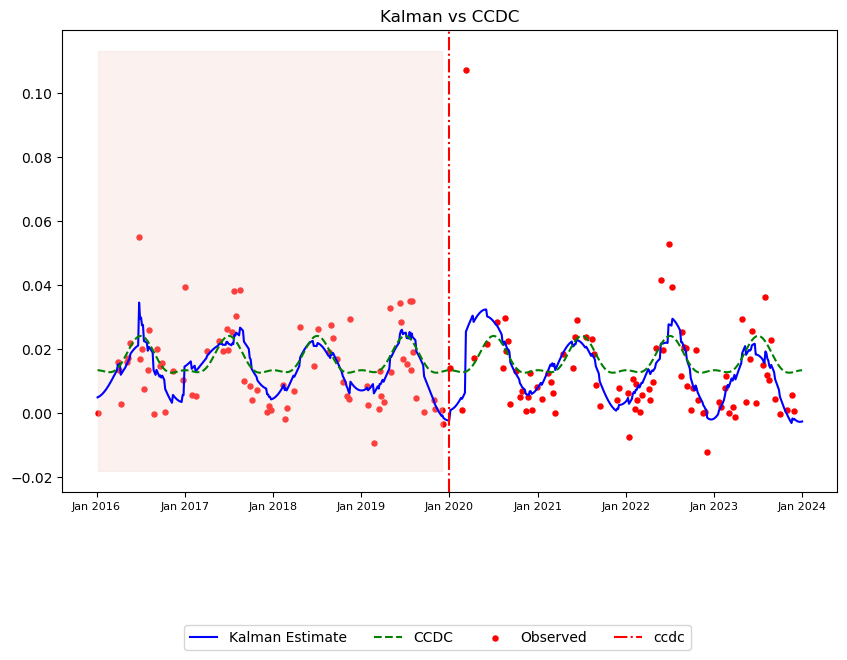 Kalman vs CCDC
0.10
0.08
0.06
0.04
0.02
0.00
−0.02
Jan 2016 Jan 2017 Jan 2018 Jan 2019 Jan 2020 Jan 2021 Jan 2022 Jan 2023 Jan 2024
Kalman Estimate CCDC Observed ccdc